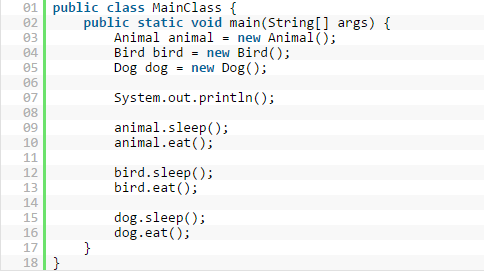 01 public class MainClass {
02     public static void main(String[] args) {
03         Animal animal = new Animal();
04         Bird bird = new Bird();
05         Dog dog = new Dog();
06
07         System.out.println();
08
09         animal.sleep();
10         animal.eat();
11
12         bird.sleep();
13         bird.eat();
14
15         dog.sleep();
16         dog.eat();
17     }
18 }